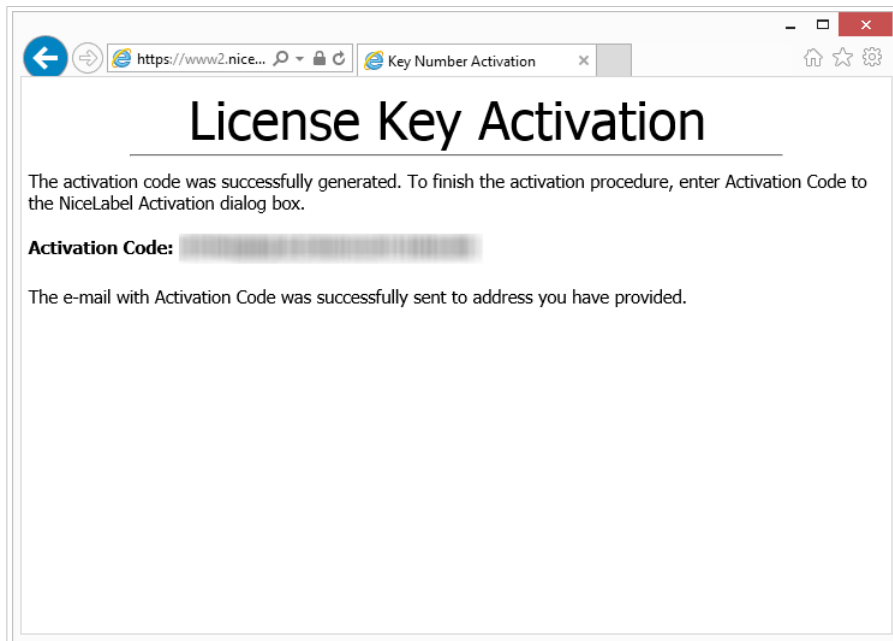 https://www2.nice...
Key Number Activation
License Key Activation
The activation code was successfully generated. To finish the activation procedure, enter Activation Code to
the NiceLabel Activation dialog box.
Activation Code:
The e-mail with Activation Code was successfully sent to address you have provided.